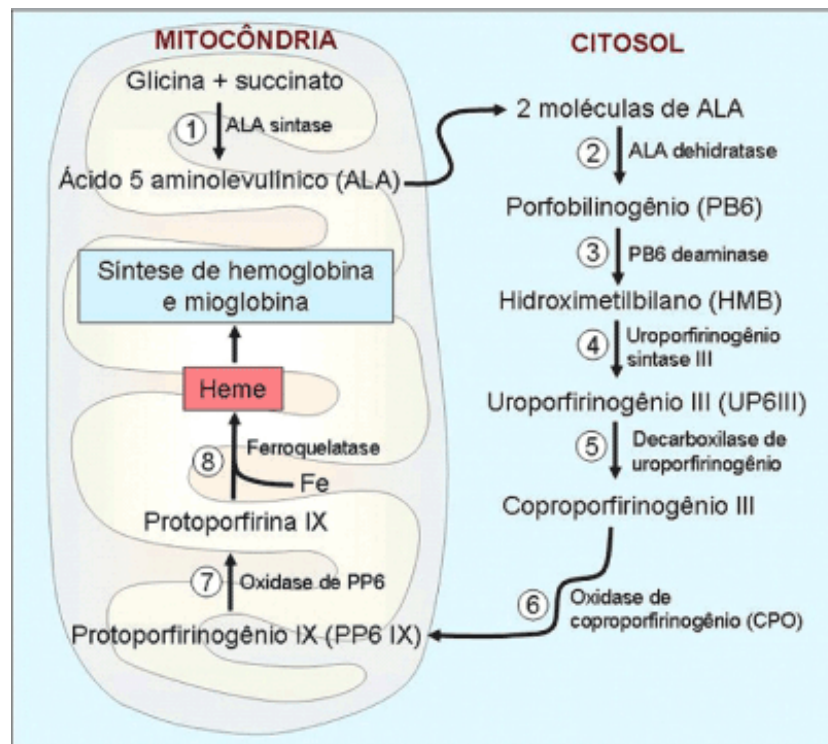 MITOCÔNDRIA
Glicina + succinato
1
ALA sintase
Ácido 5 aminolevulínico (ALA)
CITOSOL
2 moléculas de ALA
2
ALA dehidratase
Porfobilinogênio (PB6)
3
PB6 deaminase
Hidroximetilbilano (HMB)
4
Uroporfirinogênio
sintase III
Uroporfirinogênio III (UP6III)
5
Decarboxilase de
uroporfirinogênio
Coproporfirinogênio III
6
Oxidase de
coproporfirinogênio (CPO)
Protoporfirinogênio IX (PP6 IX)
7
Oxidase de PP6
Protoporfirina IX
8
Ferroquelatase
Fe
Heme
Síntese de hemoglobina
e mioglobina